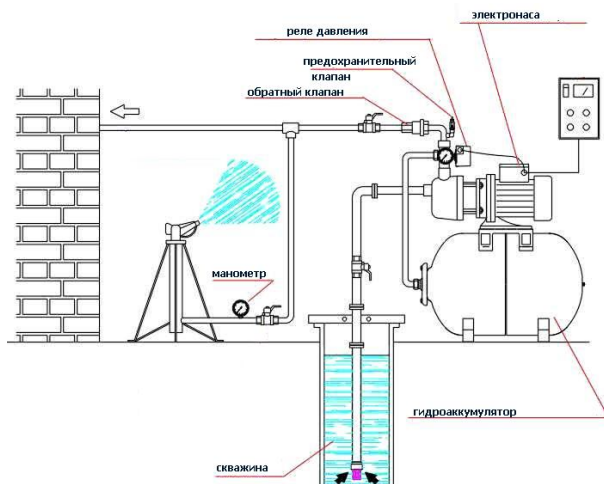 электронаса
реле давления
предохранительный
клапан
обратный клапан
манометр
гидроаккумулятор
скважина